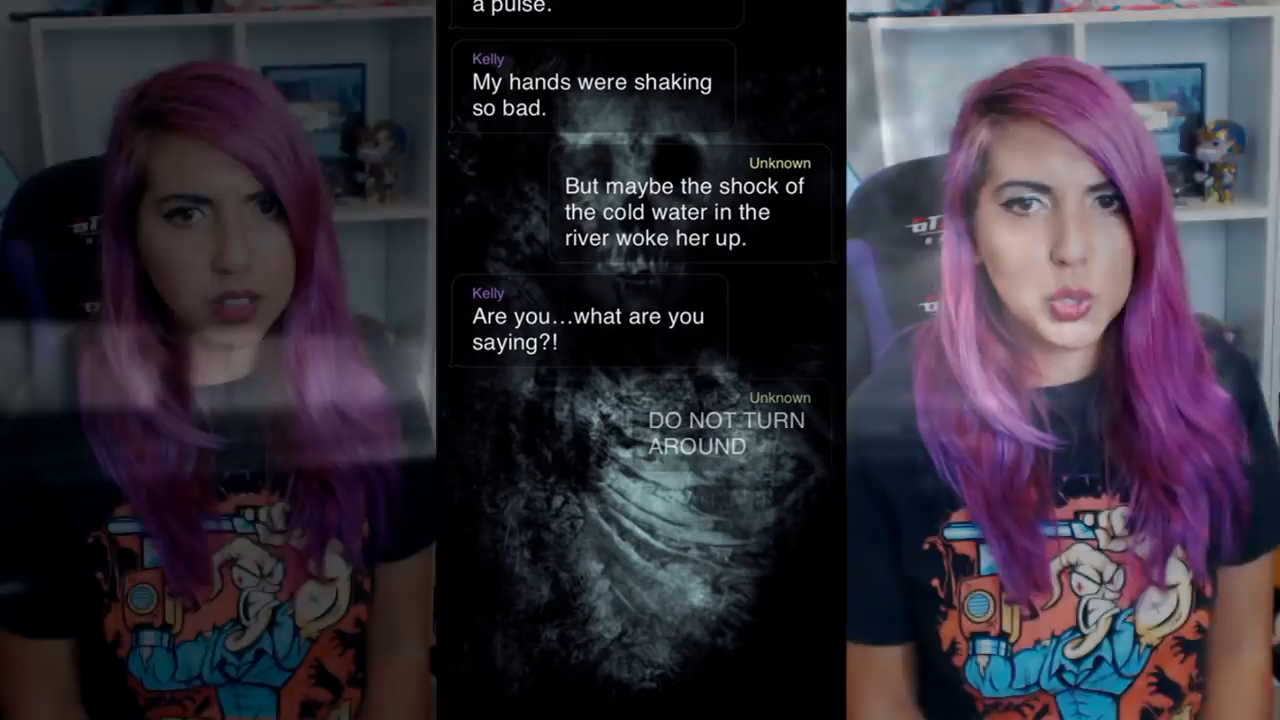 a pulse.
Kelly
My hands were shaking
so bad.
Unknown
But maybe the shock of
the cold water in the
river woke her up.
Kelly
Are you...what are you
saying?!
Unknown
DO NOT TURN
AROUND